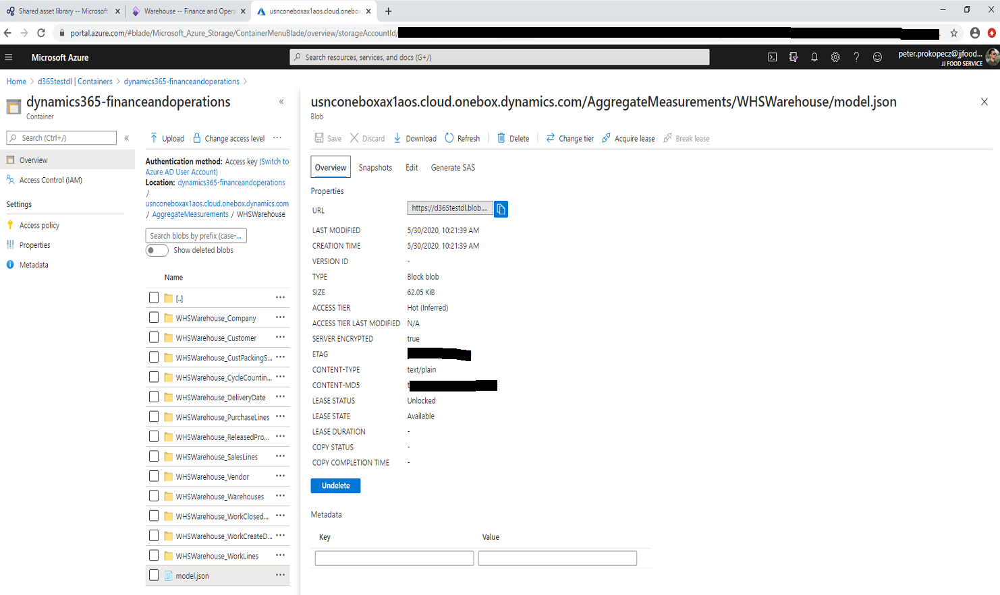 Shared asset library -- Microsoft
Warehouse -- Finance and Opera
usnconeboxax1aos.cloud.onebox
portal.azure.com/#blade/Microsoft_Azure_Storage/ContainerMenuBlade/overview/storageAccountId/
Microsoft Azure
Search resources, services, and docs (G+/)
peter.prokopecz@jjfood...
JJ FOOD SERVICE
Home > d365testdl | Containers > dynamics365-financeandoperations >
dynamics365-financeandoperations
Container
Search (Ctrl+/)
Overview
Access Control (IAM)
Settings
Access policy
Properties
Metadata
Upload
Change access level
Authentication method: Access key (Switch to
Azure AD User Account)
Location: dynamics365-financeandoperations
/
usnconeboxax1aos.cloud.onebox.dynamics.com
/ AggregateMeasurements / WHSWarehouse
Search blobs by prefix (case-...
Show deleted blobs
Name
[..]
WHSWarehouse_Company
WHSWarehouse_Customer
WHSWarehouse_CustPackingS...
WHSWarehouse_CycleCountin...
WHSWarehouse_DeliveryDate
WHSWarehouse_PurchaseLines
WHSWarehouse_ReleasedPro...
WHSWarehouse_SalesLines
WHSWarehouse_Vendor
WHSWarehouse_Warehouses
WHSWarehouse_WorkClosed...
WHSWarehouse_WorkCreateD...
WHSWarehouse_WorkLines
model.json
usnconeboxax1aos.cloud.onebox.dynamics.com/AggregateMeasurements/WHSWarehouse/model.json
Blob
Save Discard Download Refresh Delete Change tier Acquire lease Break lease
Overview Snapshots Edit Generate SAS
Properties
URL https://d365testdl.blob....
LAST MODIFIED 5/30/2020, 10:21:39 AM
CREATION TIME 5/30/2020, 10:21:39 AM
VERSION ID -
TYPE Block blob
SIZE 62.05 KiB
ACCESS TIER Hot (Inferred)
ACCESS TIER LAST MODIFIED N/A
SERVER ENCRYPTED true
ETAG
CONTENT-TYPE text/plain
CONTENT-MD5
LEASE STATUS Unlocked
LEASE STATE Available
LEASE DURATION -
COPY STATUS -
COPY COMPLETION TIME -
Undelete
Metadata
Key Value